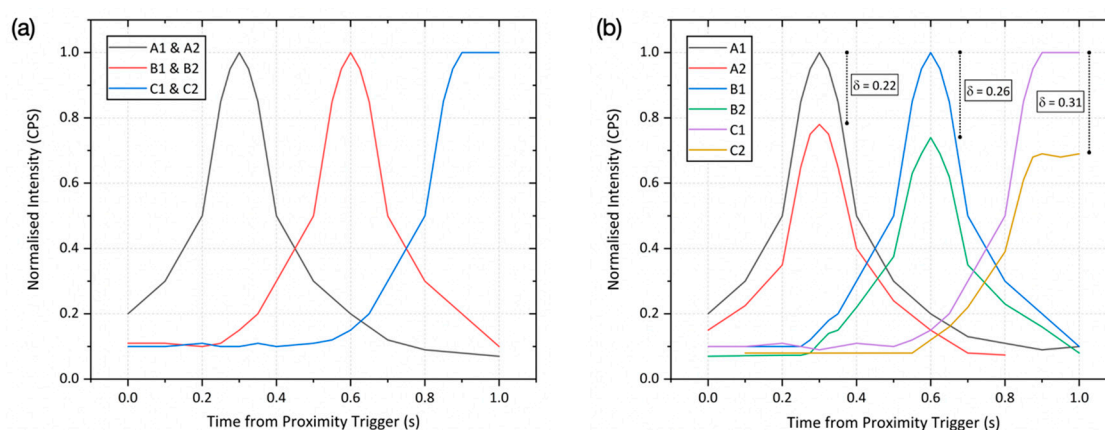 (a)
A1 & A2
B1 & B2
C1 & C2
Normalised Intensity (CPS)
1.0
0.8
0.6
0.4
0.2
0.0
0.0 0.2 0.4 0.6 0.8 1.0
Time from Proximity Trigger (s)
(b)
A1
A2
B1
B2
C1
C2
δ = 0.22
δ = 0.26
δ = 0.31
Normalised Intensity (CPS)
1.0
0.8
0.6
0.4
0.2
0.0
0.0 0.2 0.4 0.6 0.8 1.0
Time from Proximity Trigger (s)